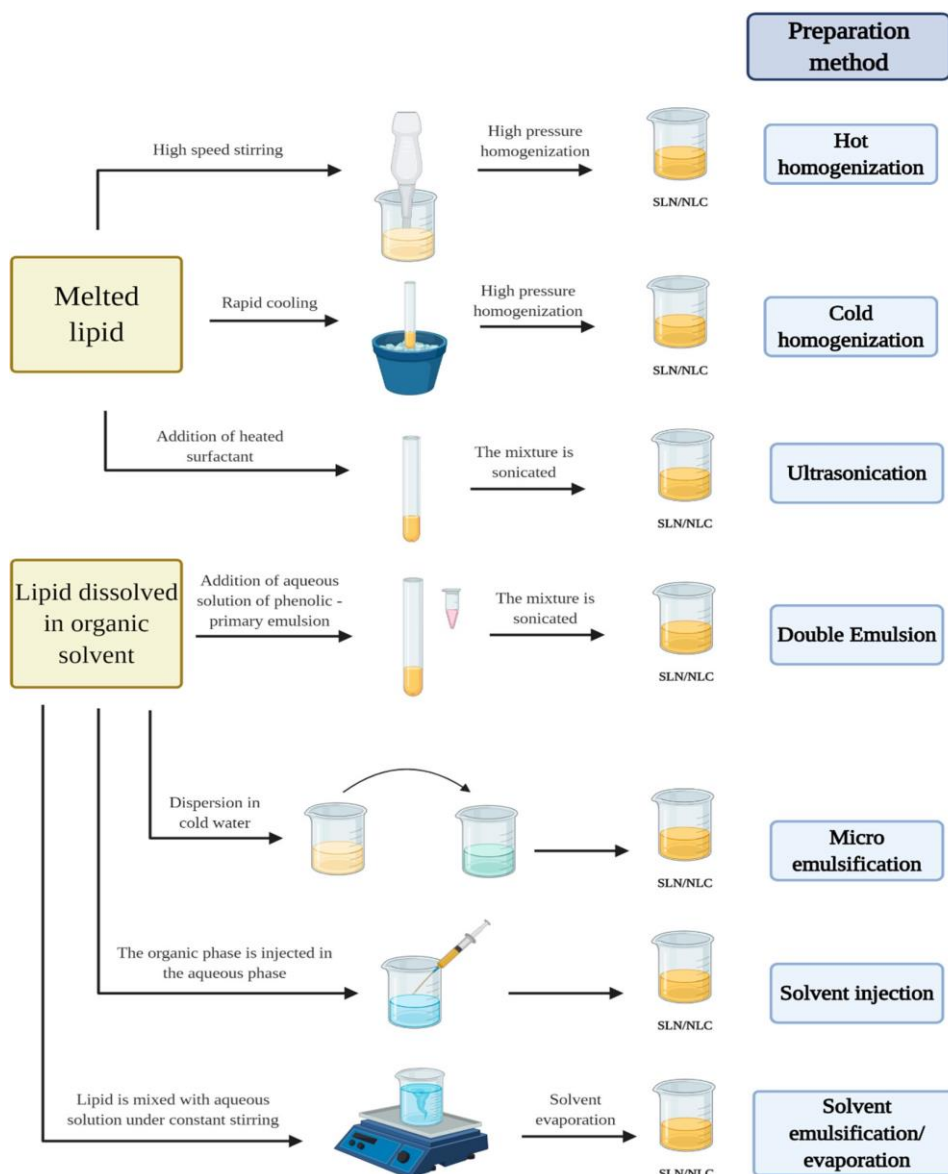 Preparation
method
High speed stirring
High pressure
homogenization
SLN/NLC
Hot
homogenization
Melted
lipid
Rapid cooling
High pressure
homogenization
SLN/NLC
Cold
homogenization
Addition of heated
surfactant
The mixture is
sonicated
SLN/NLC
Ultrasonication
Lipid dissolved
in organic
solvent
Addition of aqueous
solution of phenolic -
primary emulsion
The mixture is
sonicated
SLN/NLC
Double Emulsion
Dispersion in
cold water
SLN/NLC
Micro
emulsification
The organic phase is injected in
the aqueous phase
SLN/NLC
Solvent injection
Lipid is mixed with aqueous
solution under constant stirring
Solvent
evaporation
SLN/NLC
Solvent
emulsification/
evaporation